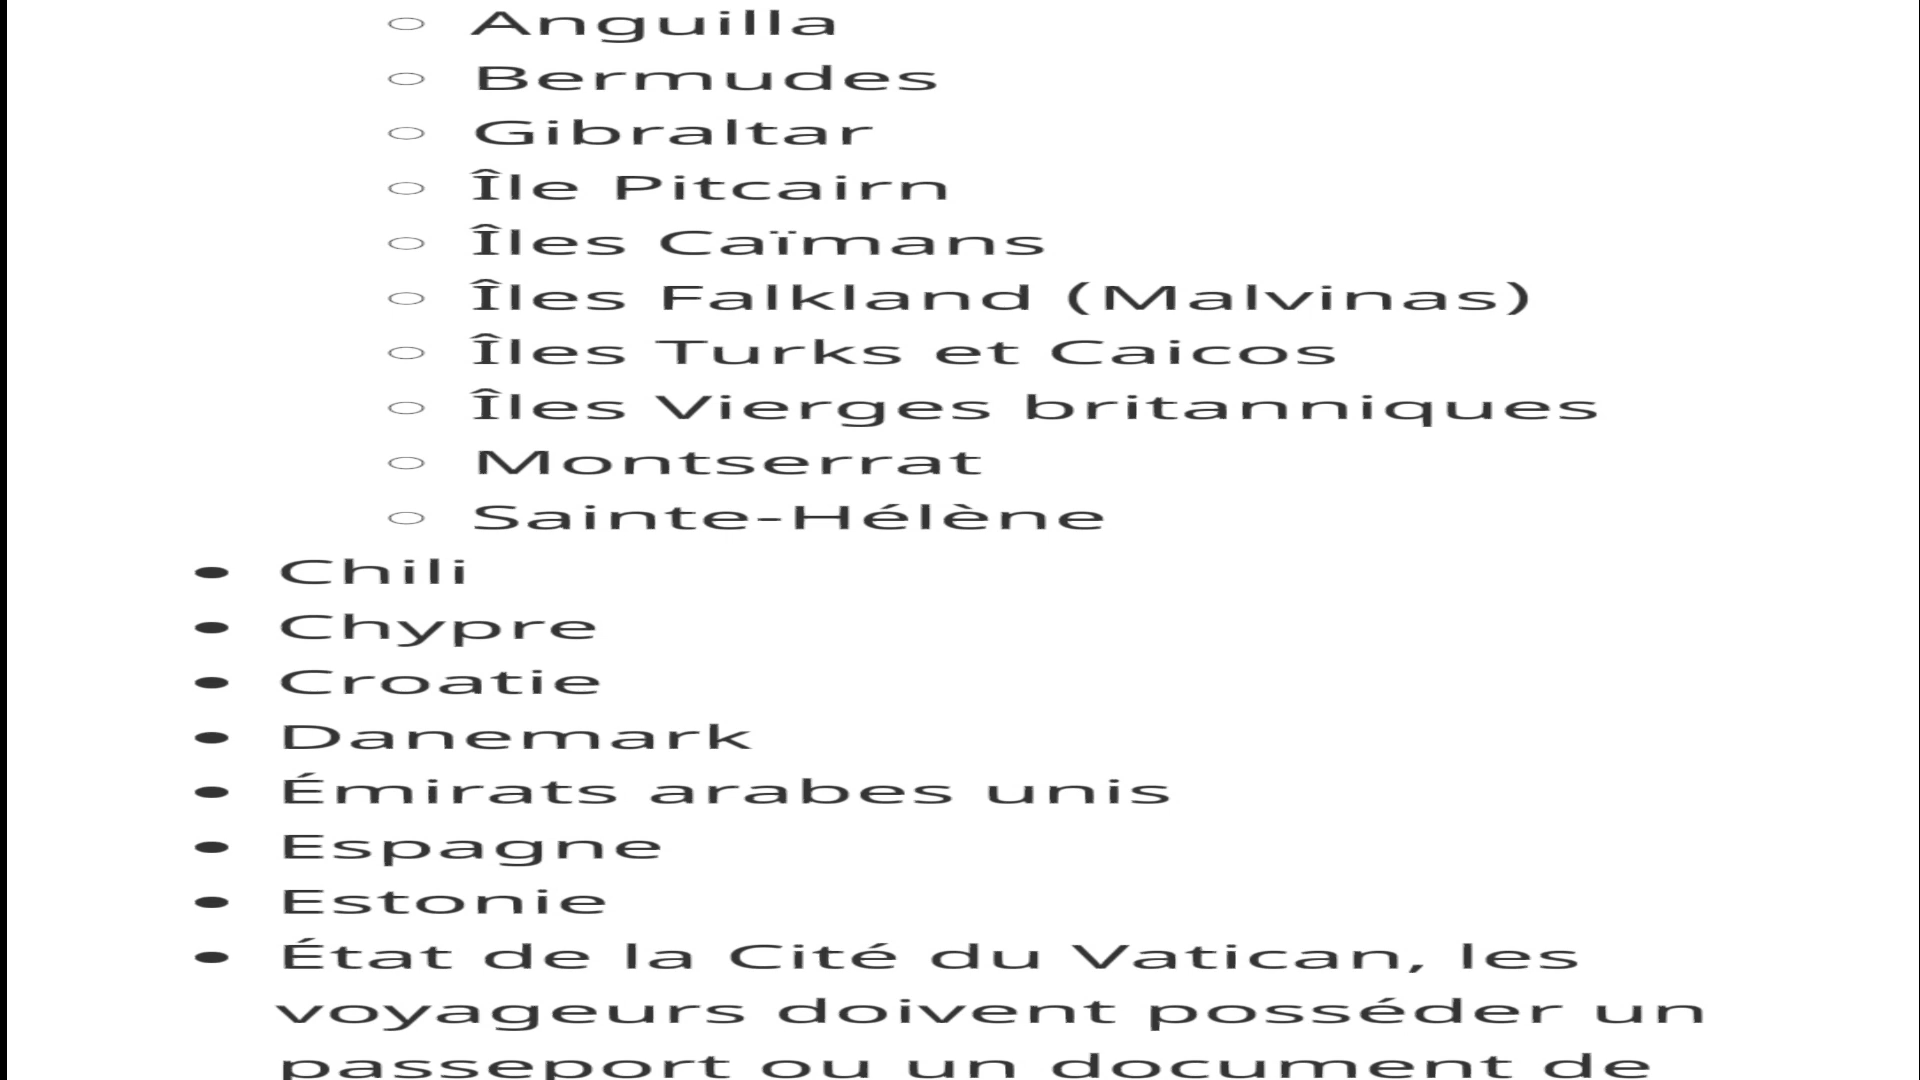 Anguilla
Bermudes
Gibraltar
Île Pitcairn
Îles Caïmans
Îles Falkland (Malvinas)
Îles Turks et Caicos
Îles Vierges britanniques
Montserrat
Sainte-Hélène
Chili
Chypre
Croatie
Danemark
Émirats arabes unis
Espagne
Estonie
État de la Cité du Vatican, les
voyageurs doivent posséder un
passeport ou un document de